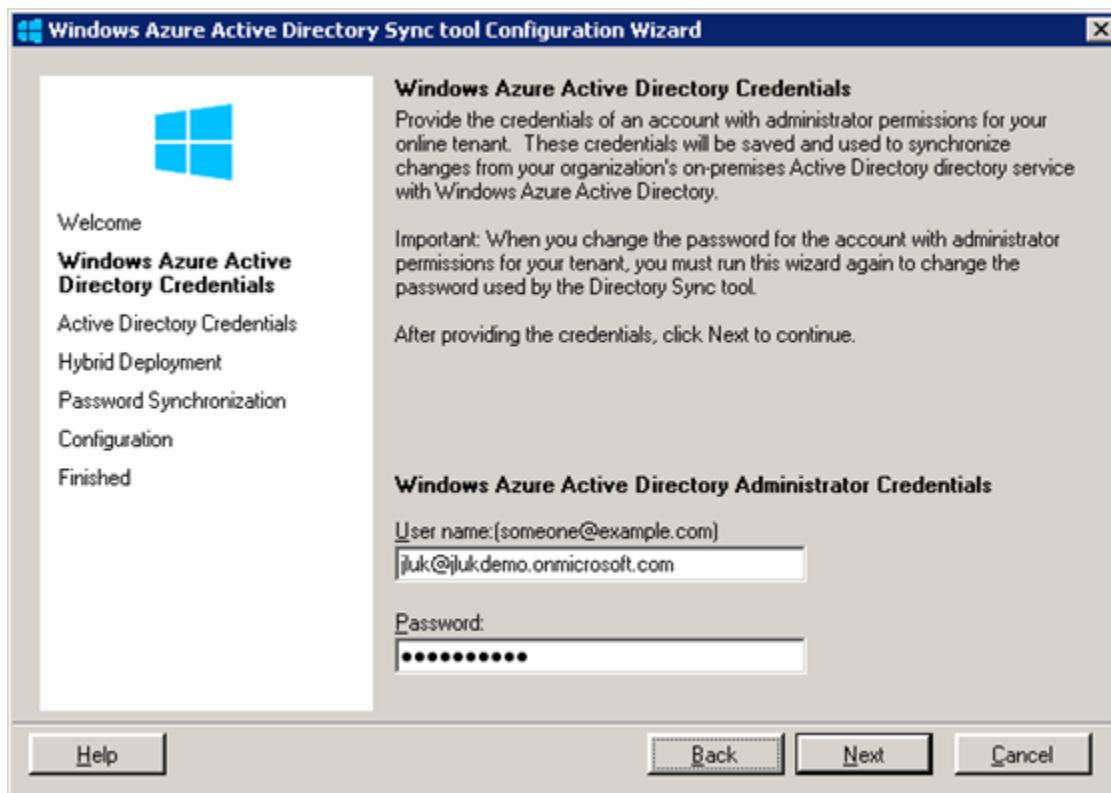 Windows Azure Active Directory Sync tool Configuration Wizard
Welcome
Windows Azure Active
Directory Credentials
Active Directory Credentials
Hybrid Deployment
Password Synchronization
Configuration
Finished
Windows Azure Active Directory Credentials
Provide the credentials of an account with administrator permissions for your
online tenant.  These credentials will be saved and used to synchronize
changes from your organization's on-premises Active Directory directory service
with Windows Azure Active Directory.
Important: When you change the password for the account with administrator
permissions for your tenant, you must run this wizard again to change the
password used by the Directory Sync tool.
After providing the credentials, click Next to continue.
Windows Azure Active Directory Administrator Credentials
User name:(someone@example.com)
jluk@jlukdemo.onmicrosoft.com
Password:
●●●●●●●●●●
Help
Back
Next
Cancel